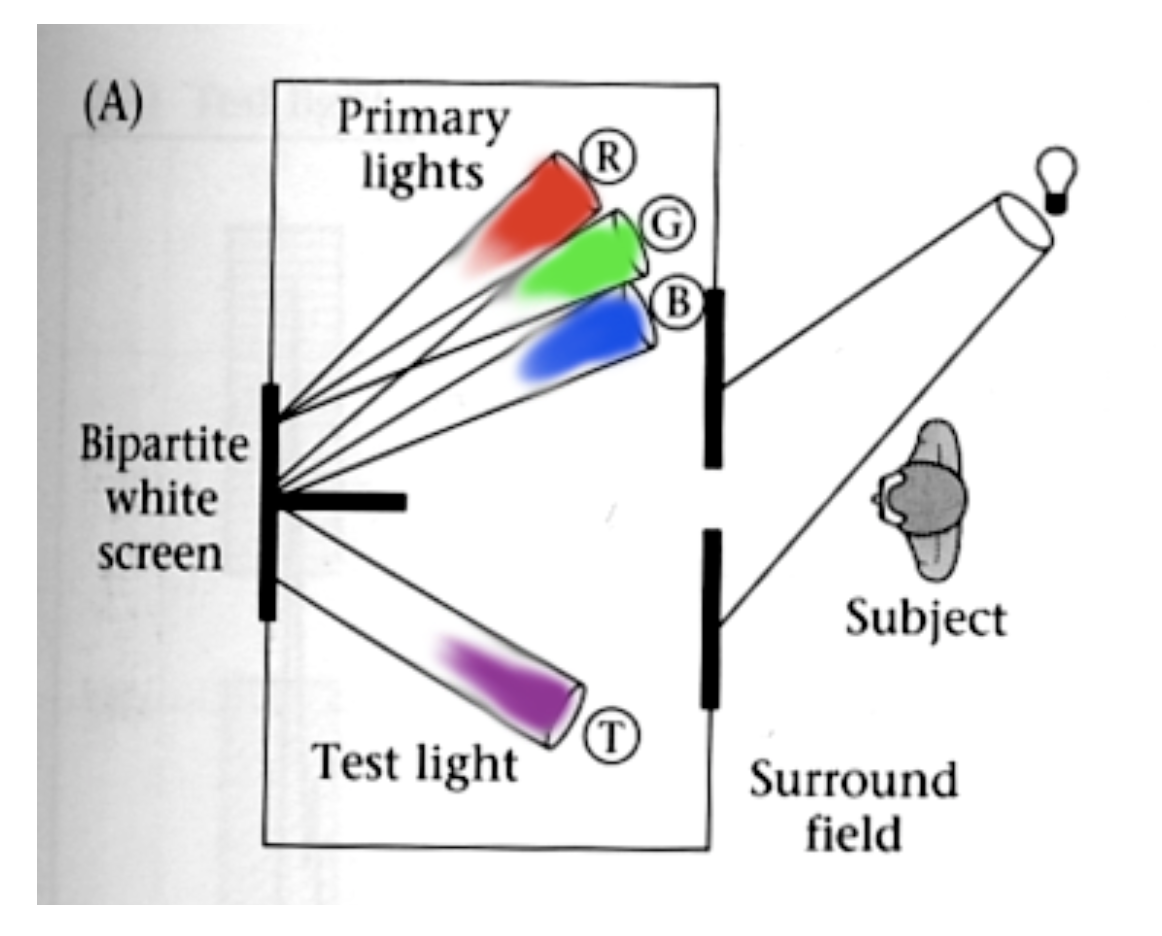 (A)
Primary
lights
R
G
B
Bipartite
white
screen
Subject
Test light
T
Surround
field